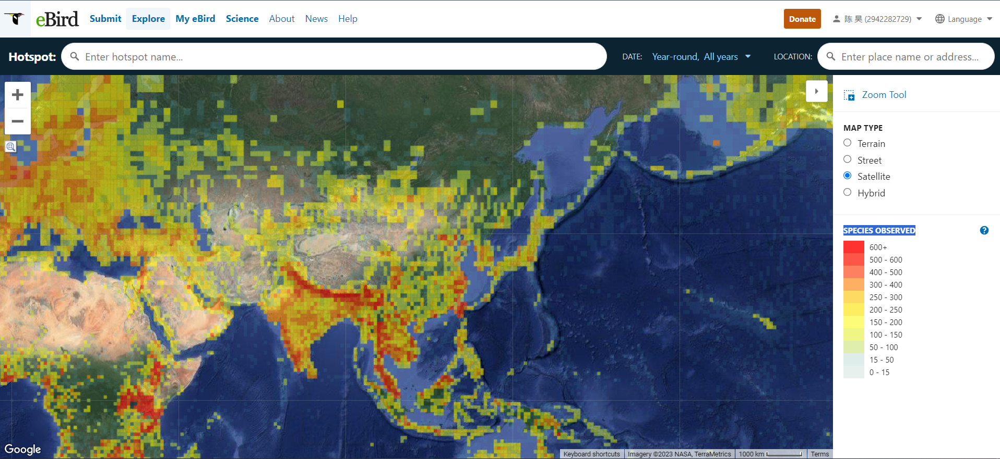 eBird Submit Explore My eBird Science About News Help Donate 陈 昊 (2942282729) Language
Hotspot: Enter hotspot name... DATE: Year-round, All years LOCATION: Enter place name or address...
Zoom Tool
MAP TYPE
Terrain
Street
Satellite
Hybrid
SPECIES OBSERVED
600+
500 - 600
400 - 500
300 - 400
250 - 300
200 - 250
150 - 200
100 - 150
50 - 100
15 - 50
0 - 15
Google
Keyboard shortcuts Imagery ©2023 NASA, TerraMetrics 1000 km Terms